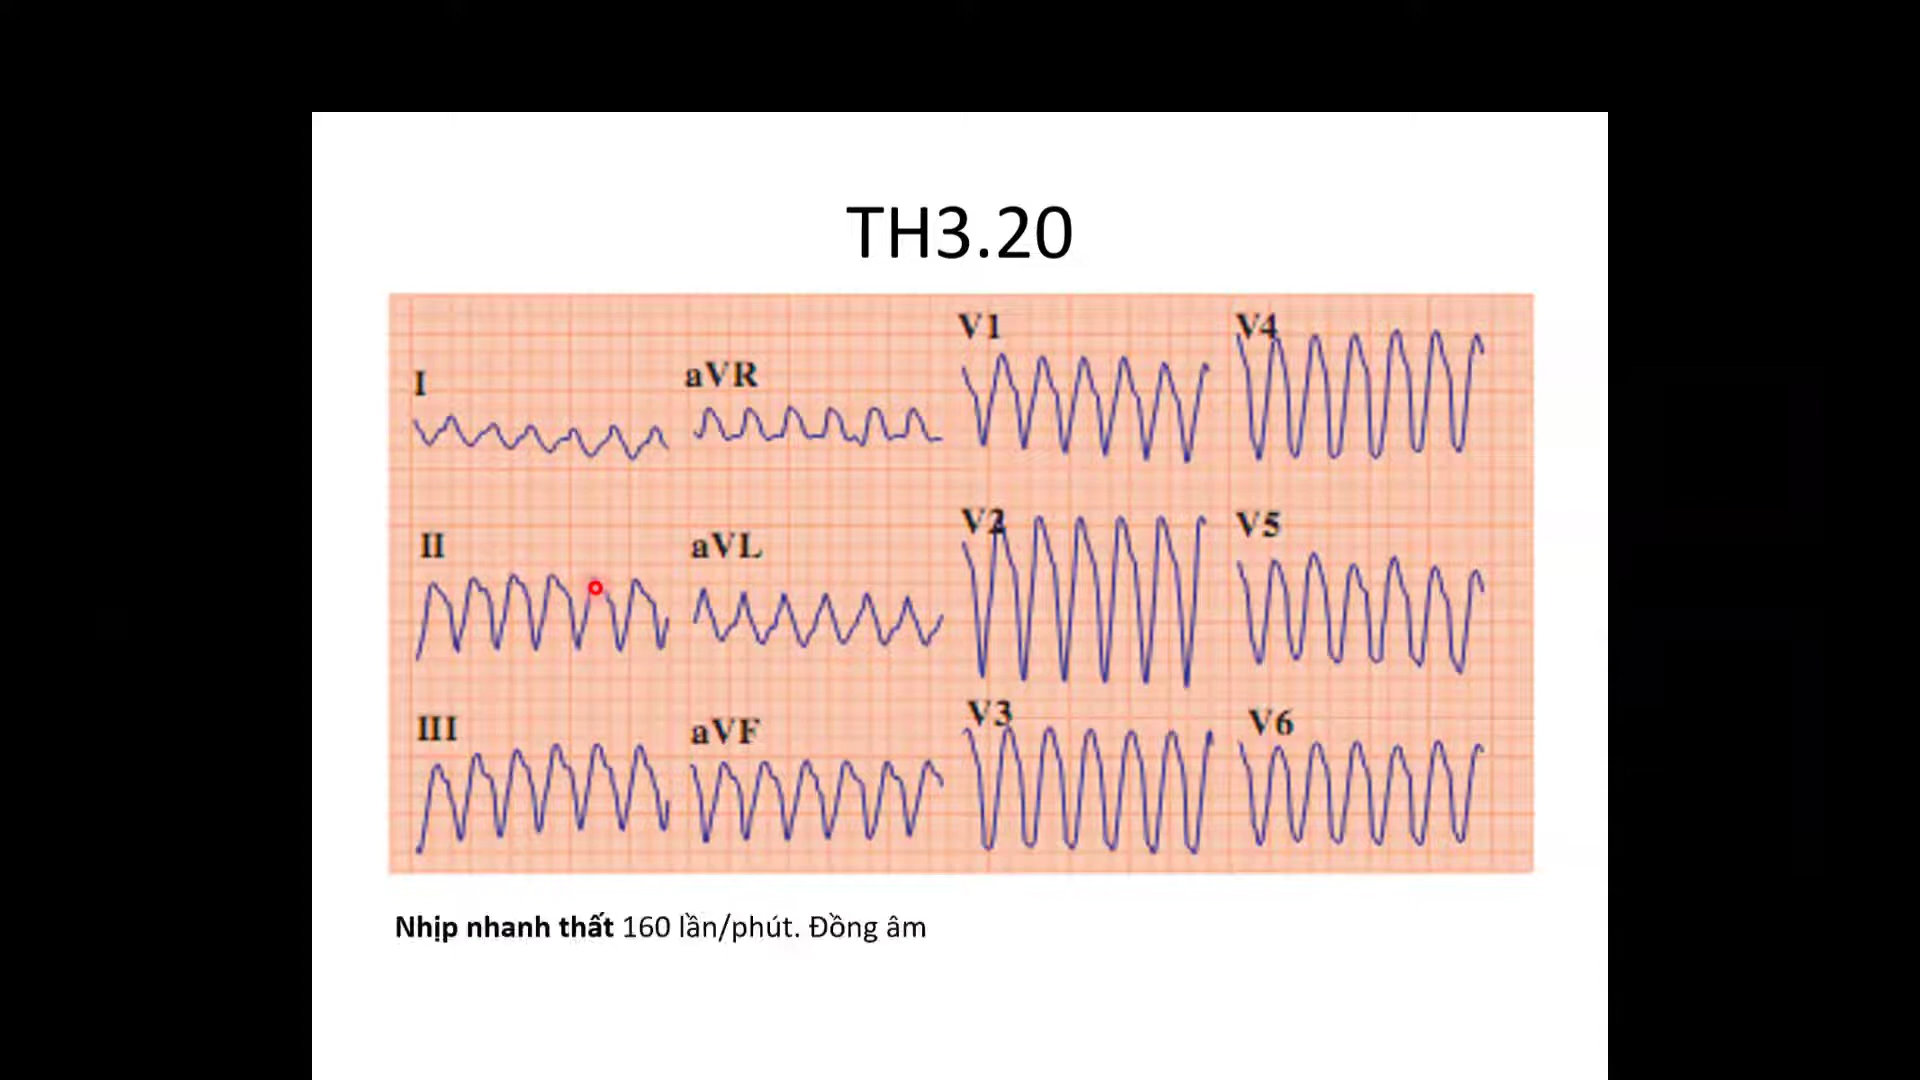 TH3.20
I
aVR
V1
V4
II
aVL
V2
V5
III
aVF
V3
V6
Nhịp nhanh thất 160 lần/phút. Đồng âm